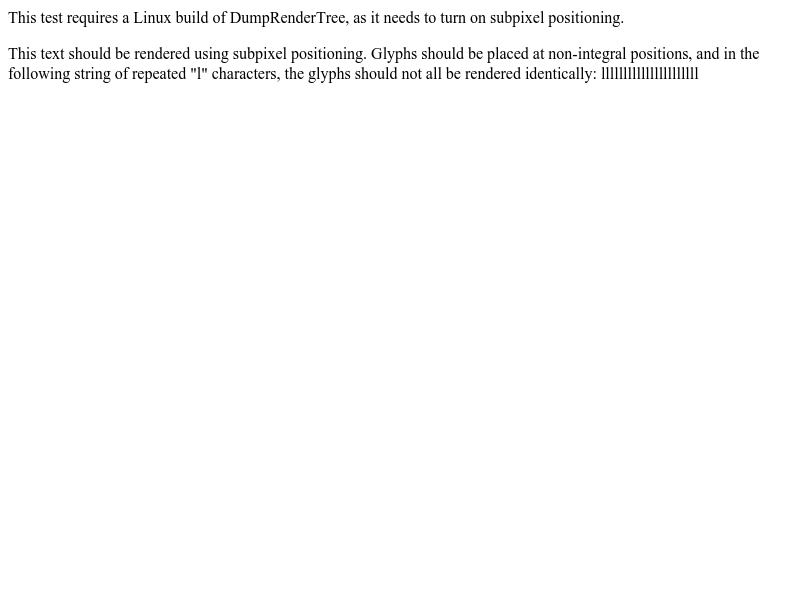 This test requires a Linux build of DumpRenderTree, as it needs to turn on subpixel positioning.
This text should be rendered using subpixel positioning. Glyphs should be placed at non-integral positions, and in the
following string of repeated "l" characters, the glyphs should not all be rendered identically: llllllllllllllllllllll